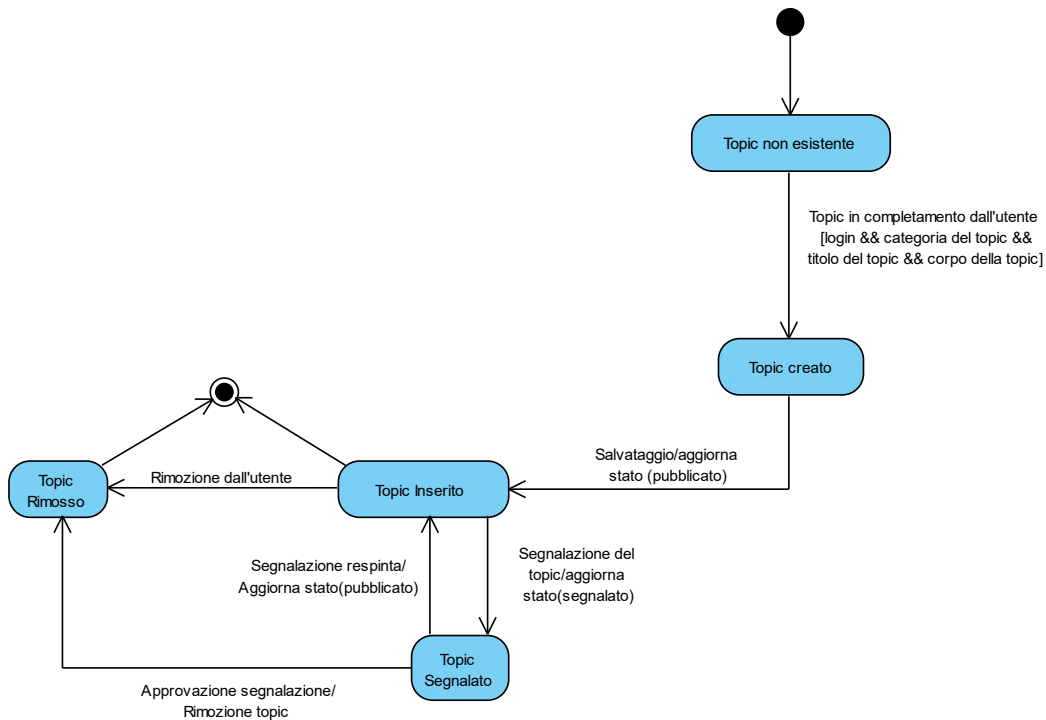 Topic non esistente
Topic in completamento dall'utente
[login && categoria del topic &&
titolo del topic && corpo della topic]
Topic creato
Salvataggio/aggiorna
stato (pubblicato)
Topic
Rimosso
Rimozione dall'utente
Topic Inserito
Segnalazione respinta/
Aggiorna stato(pubblicato)
Segnalazione del
topic/aggiorna
stato(segnalato)
Topic
Segnalato
Approvazione segnalazione/
Rimozione topic